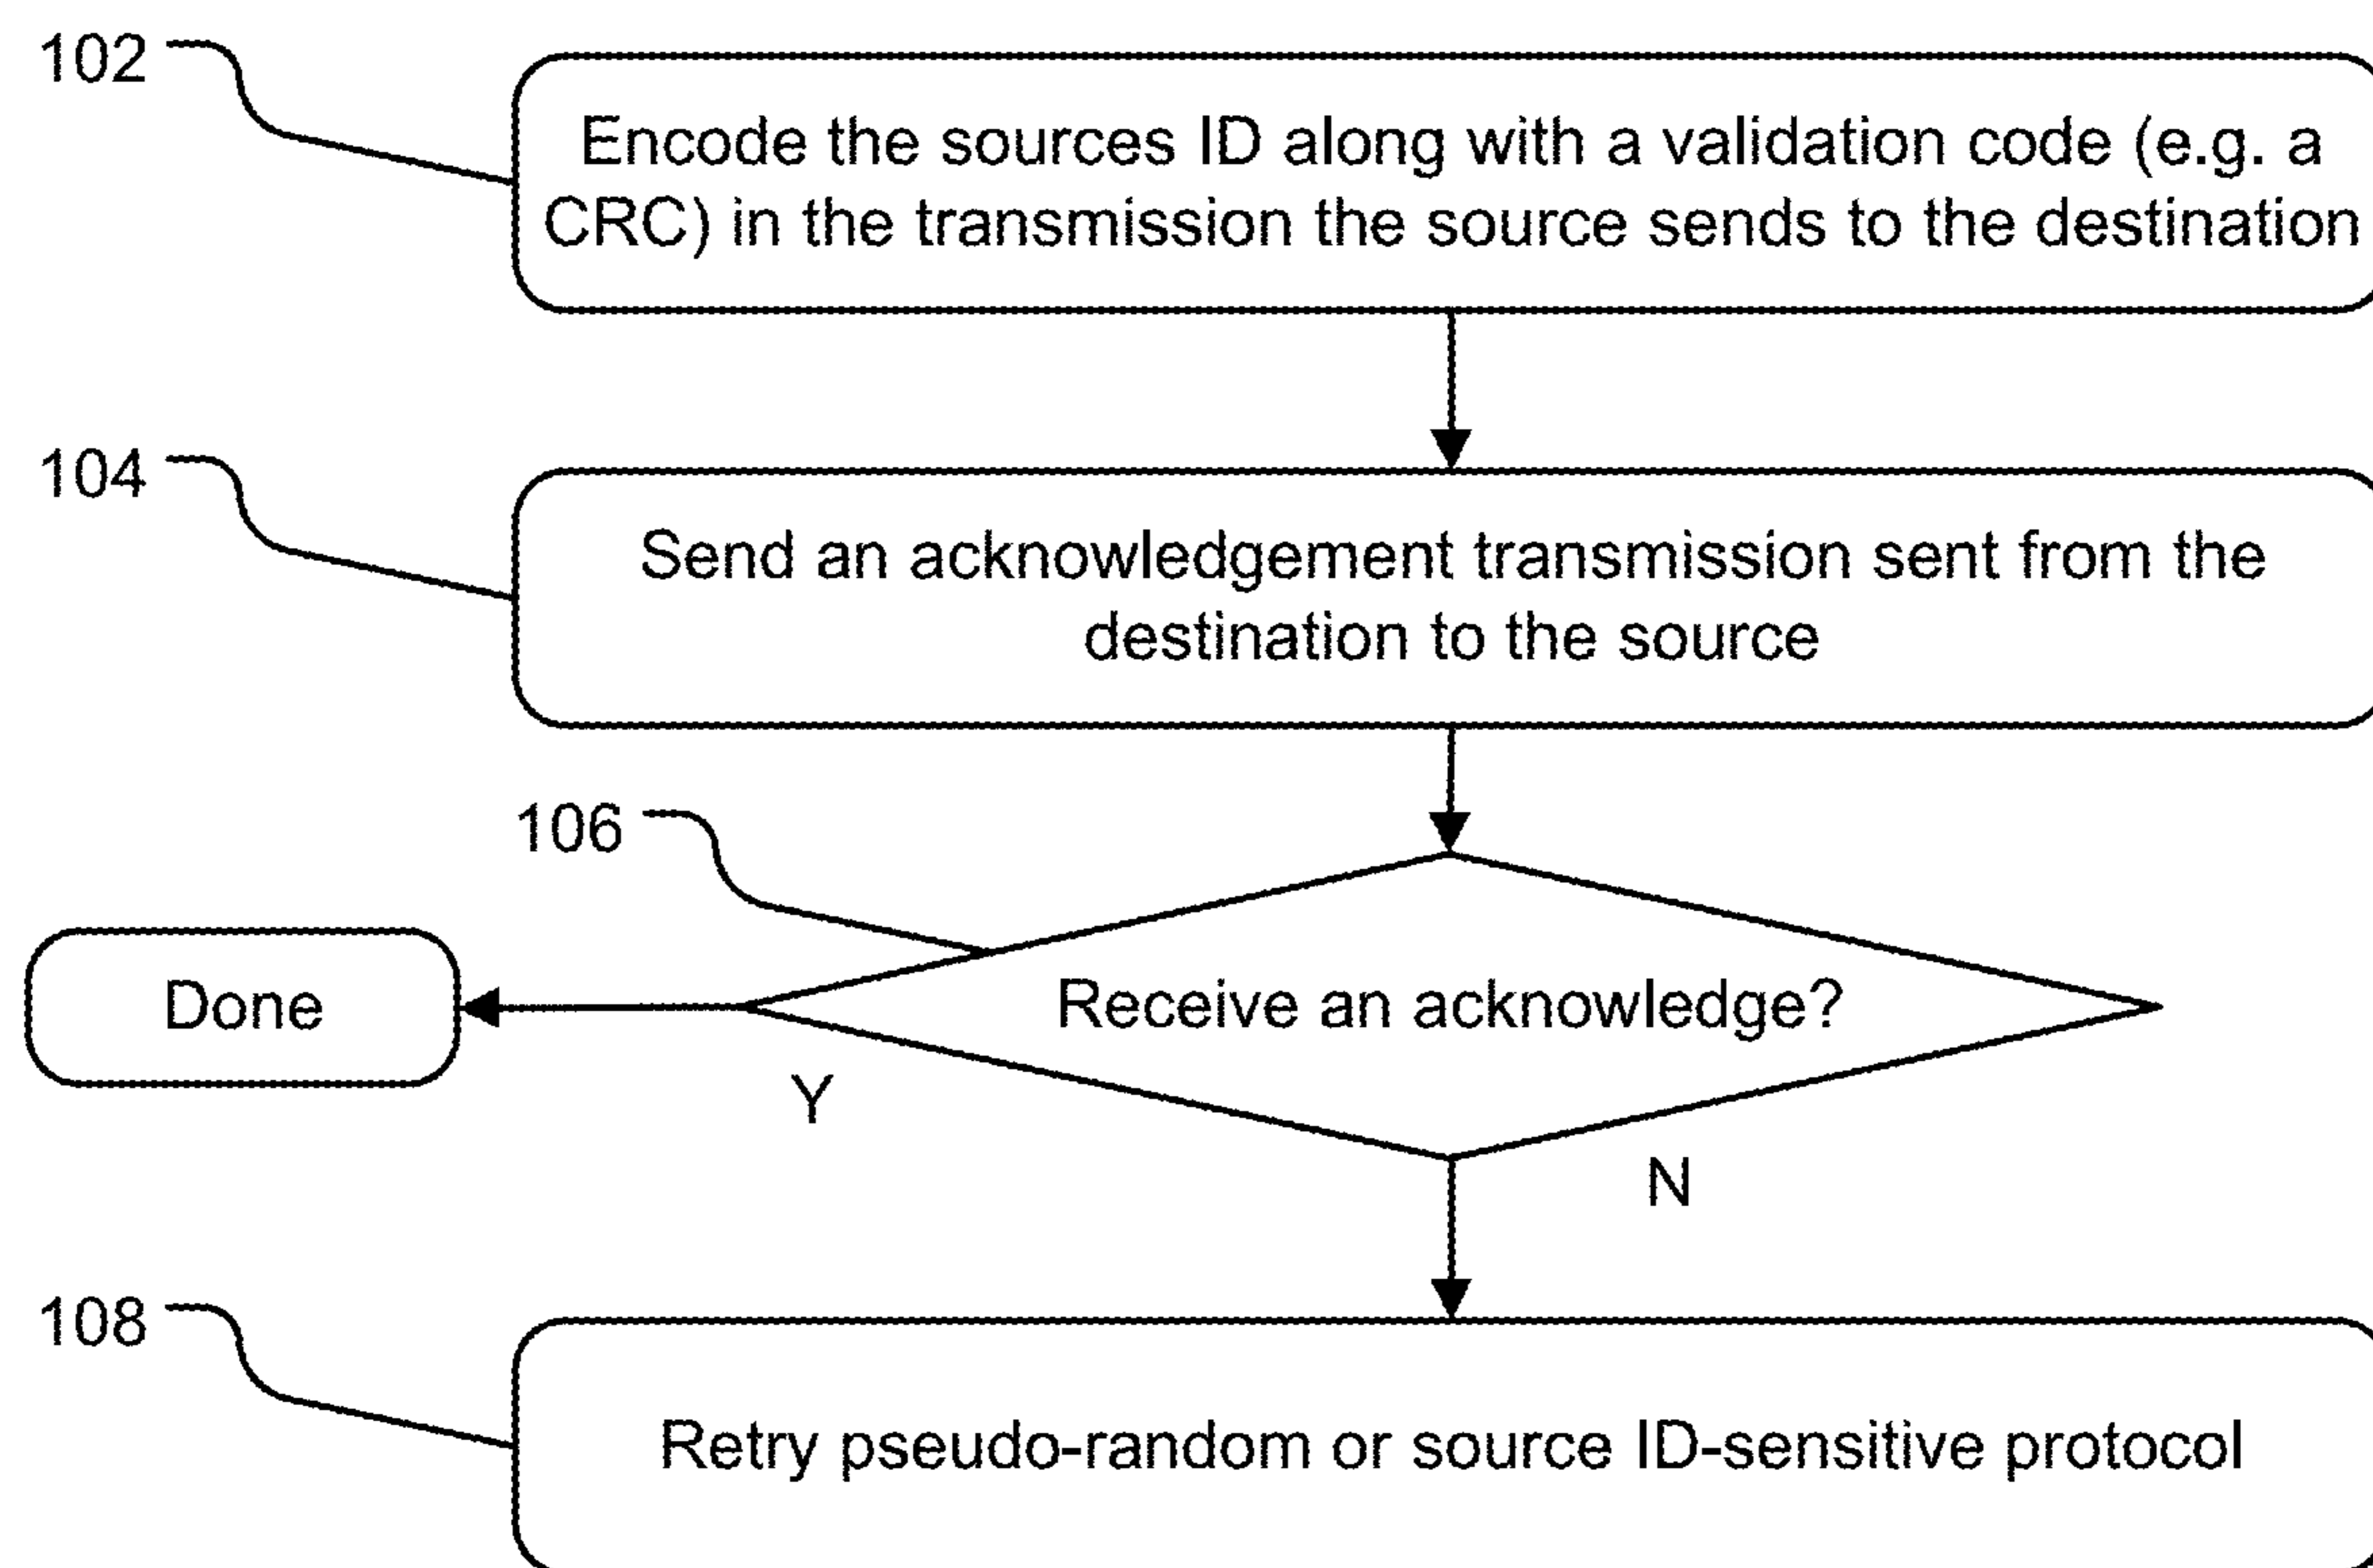 102
Encode the sources ID along with a validation code (e.g. a
CRC) in the transmission the source sends to the destination
104
Send an acknowledgement transmission sent from the
destination to the source
106
Done
Receive an acknowledge?
Y
N
108
Retry pseudo-random or source ID-sensitive protocol